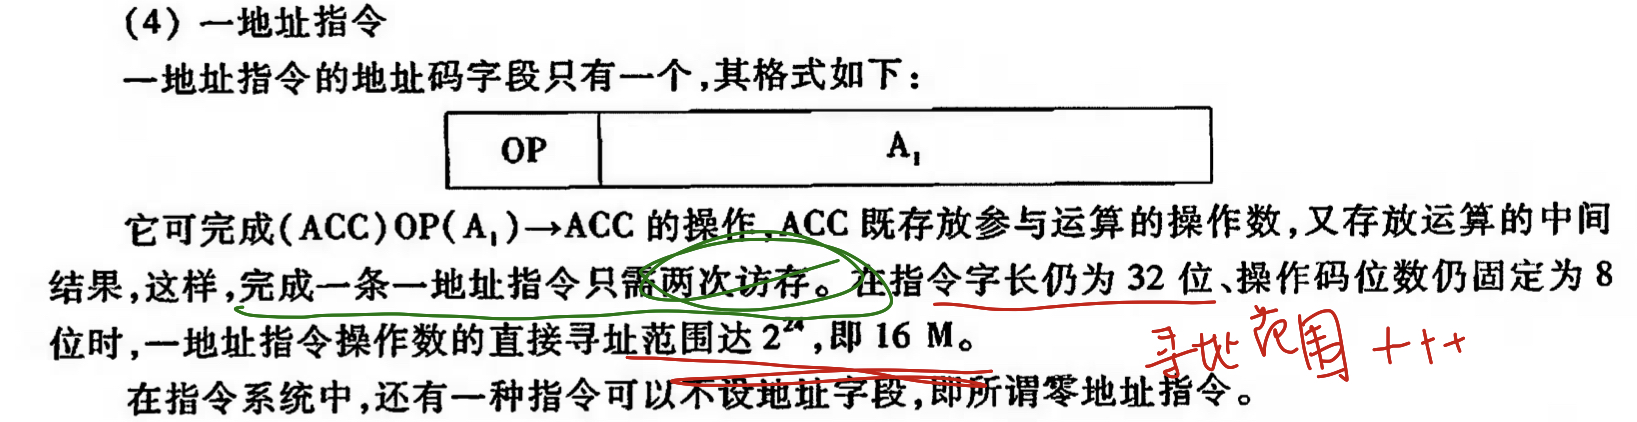 (4) 一地址指令
一地址指令的地址码字段只有一个,其格式如下:
OP A₁
它可完成(ACC)OP(A₁)→ACC 的操作,ACC 既存放参与运算的操作数,又存放运算的中间
结果,这样,完成一条一地址指令只需两次访存。在指令字长仍为 32 位、操作码位数仍固定为 8
位时,一地址指令操作数的直接寻址范围达 2²⁴,即 16 M。
寻址范围 +++
在指令系统中,还有一种指令可以不设地址字段,即所谓零地址指令。